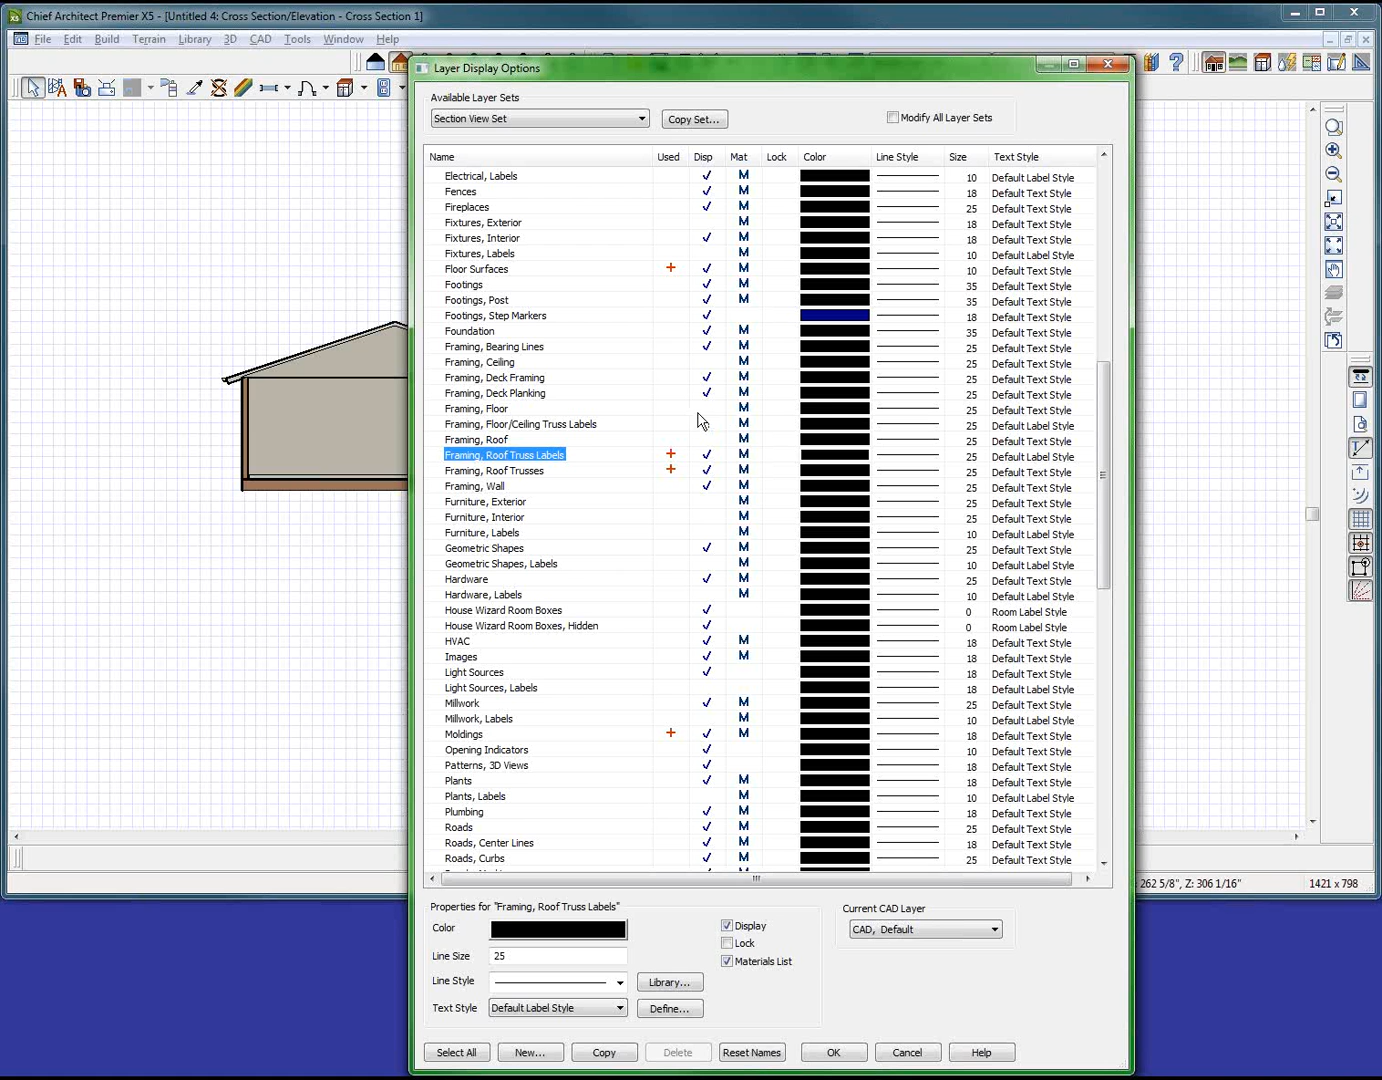 Chief Architect Premier X5 - [Untitled 4: Cross Section/Elevation - Cross Section 1]
File Edit Build Terrain Library 3D CAD Tools Window Help
Layer Display Options
Available Layer Sets
Section View Set Copy Set... Modify All Layer Sets
Name Used Disp Mat Lock Color Line Style Size Text Style
Electrical, Labels M 10 Default Label Style
Fences M 18 Default Text Style
Fireplaces M 25 Default Text Style
Fixtures, Exterior M 18 Default Text Style
Fixtures, Interior M 18 Default Text Style
Fixtures, Labels M 10 Default Label Style
Floor Surfaces + M 10 Default Text Style
Footings M 35 Default Text Style
Footings, Post M 35 Default Text Style
Footings, Step Markers 18 Default Text Style
Foundation M 35 Default Text Style
Framing, Bearing Lines M 25 Default Text Style
Framing, Ceiling M 25 Default Text Style
Framing, Deck Framing M 25 Default Text Style
Framing, Deck Planking M 25 Default Text Style
Framing, Floor M 25 Default Text Style
Framing, Floor/Ceiling Truss Labels M 25 Default Label Style
Framing, Roof M 25 Default Text Style
Framing, Roof Truss Labels + M 25 Default Label Style
Framing, Roof Trusses + M 25 Default Text Style
Framing, Wall M 25 Default Text Style
Furniture, Exterior M 25 Default Text Style
Furniture, Interior M 25 Default Text Style
Furniture, Labels M 10 Default Label Style
Geometric Shapes M 25 Default Text Style
Geometric Shapes, Labels M 10 Default Label Style
Hardware M 25 Default Text Style
Hardware, Labels M 10 Default Label Style
House Wizard Room Boxes 0 Room Label Style
House Wizard Room Boxes, Hidden 0 Room Label Style
HVAC M 18 Default Text Style
Images M 18 Default Text Style
Light Sources 18 Default Text Style
Light Sources, Labels 18 Default Label Style
Millwork M 25 Default Text Style
Millwork, Labels M 10 Default Label Style
Moldings + M 18 Default Text Style
Opening Indicators 10 Default Text Style
Patterns, 3D Views 18 Default Text Style
Plants M 18 Default Text Style
Plants, Labels M 10 Default Label Style
Plumbing M 18 Default Text Style
Roads M 25 Default Text Style
Roads, Center Lines M 18 Default Text Style
Roads, Curbs M 25 Default Text Style
262 5/8", Z: 306 1/16" 1421 x 798
Properties for "Framing, Roof Truss Labels"
Color
Line Size 25
Line Style Library...
Text Style Default Label Style Define...
Display
Lock
Materials List
Current CAD Layer
CAD, Default
Select All New... Copy Delete Reset Names OK Cancel Help